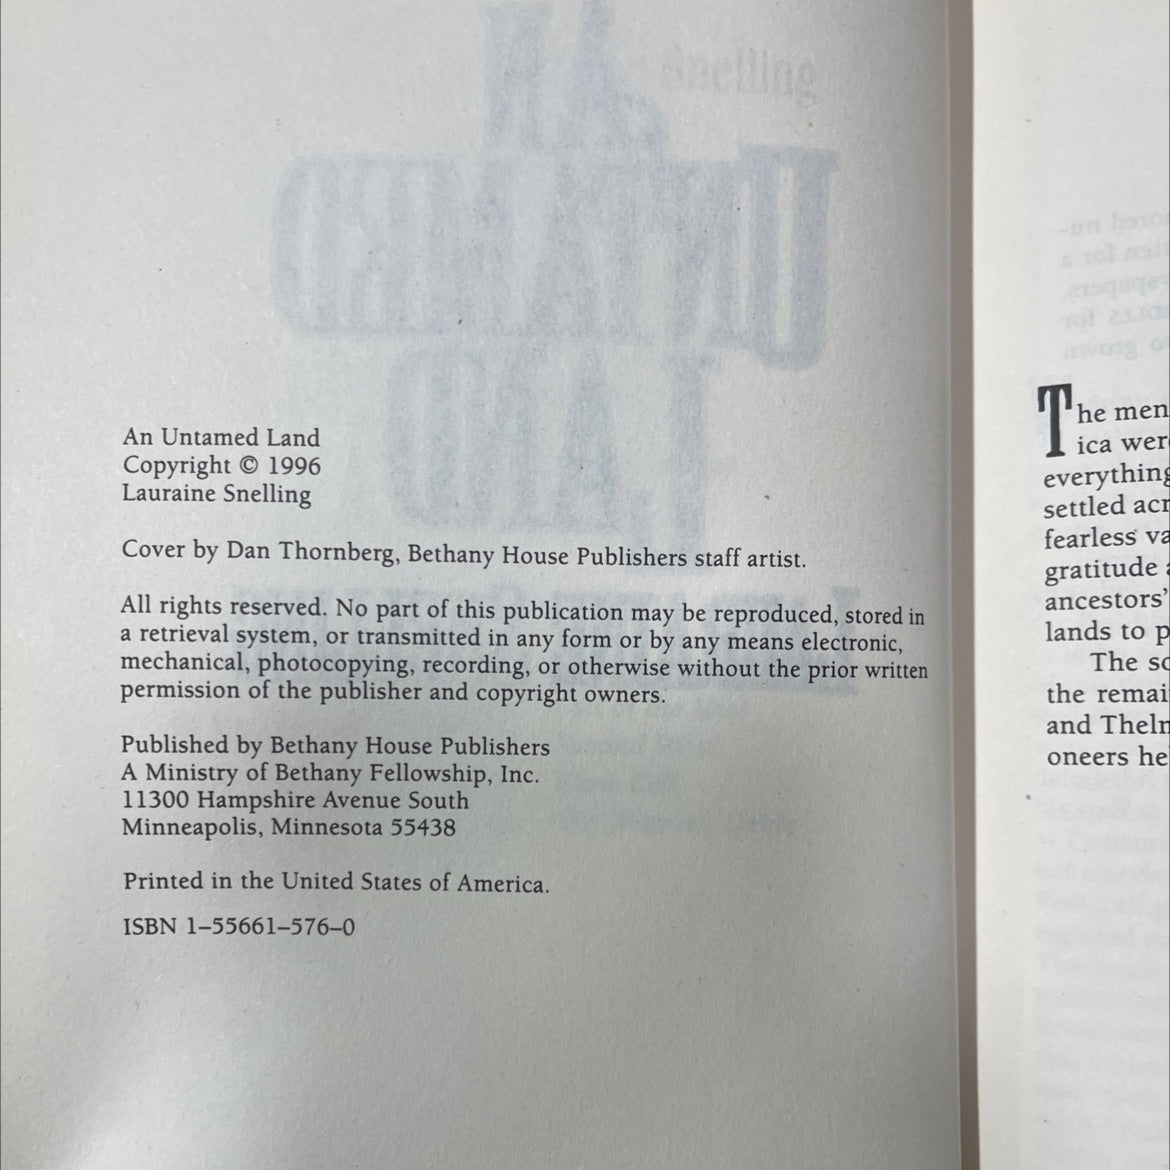 An Untamed Land
Copyright © 1996
Lauraine Snelling
Cover by Dan Thornberg, Bethany House Publishers staff artist.
All rights reserved. No part of this publication may be reproduced, stored in
a retrieval system, or transmitted in any form or by any means electronic,
mechanical, photocopying, recording, or otherwise without the prior written
permission of the publisher and copyright owners.
Published by Bethany House Publishers
A Ministry of Bethany Fellowship, Inc.
11300 Hampshire Avenue South
Minneapolis, Minnesota 55438
Printed in the United States of America.
ISBN 1–55661–576–0
The men
ica wer
everything
settled acr
fearless va
gratitude
ancestors'
lands to p
The so
the remai
and Theln
oneers he